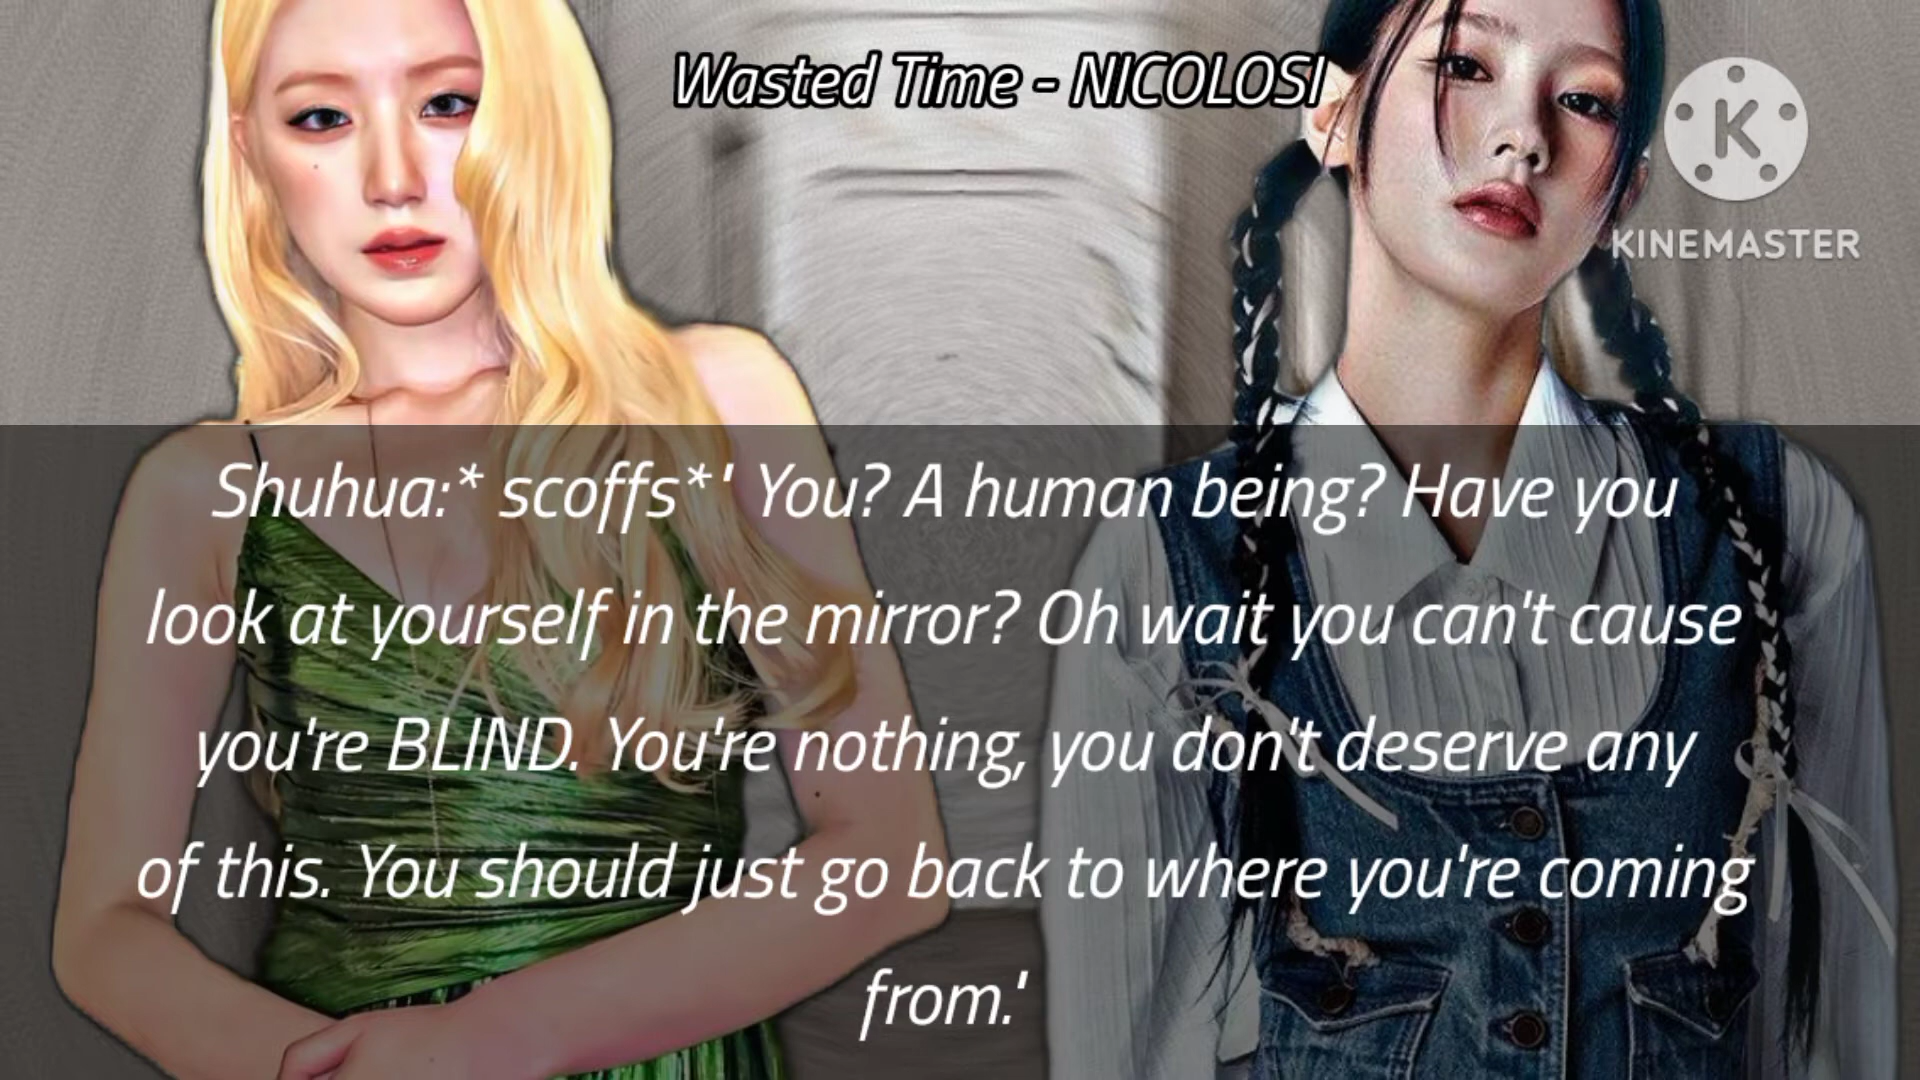 Wasted Time - NICOLOSI
K
KINEMASTER
Shuhua:* scoffs*' You? A human being? Have you
look at yourself in the mirror? Oh wait you can't cause
you're BLIND. You're nothing, you don't deserve any
of this. You should just go back to where you're coming
from.'